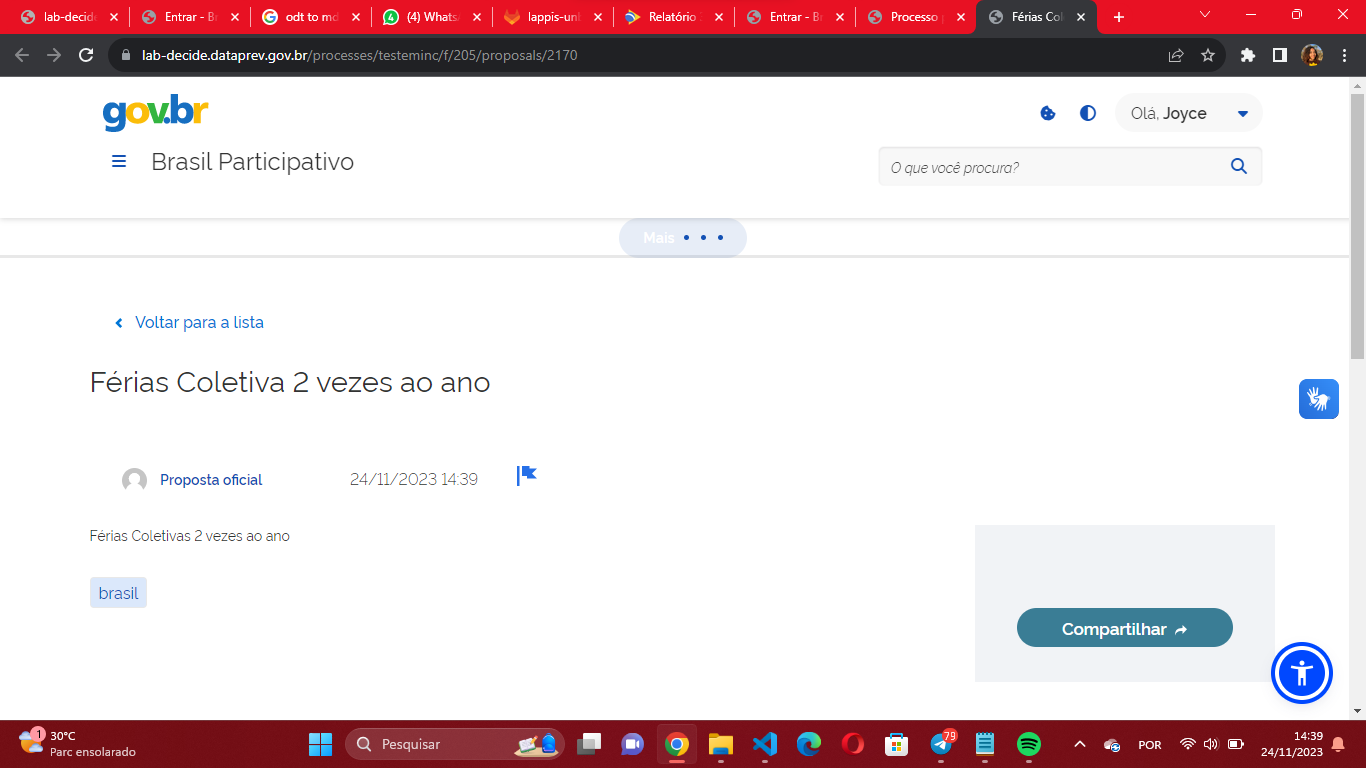 lab-decide
Entrar - Br
odt to md
(4) WhatsA
lappis-unb
Relatório
Entrar - Br
Processo
Férias Col
lab-decide.dataprev.gov.br/processes/testeminc/f/205/proposals/2170
gov.br
Olá, Joyce
Brasil Participativo
O que você procura?
Mais
Voltar para a lista
Férias Coletiva 2 vezes ao ano
Proposta oficial
24/11/2023 14:39
Férias Coletivas 2 vezes ao ano
brasil
Compartilhar
1
30°C
Parc ensolarado
Pesquisar
79
POR
14:39
24/11/2023